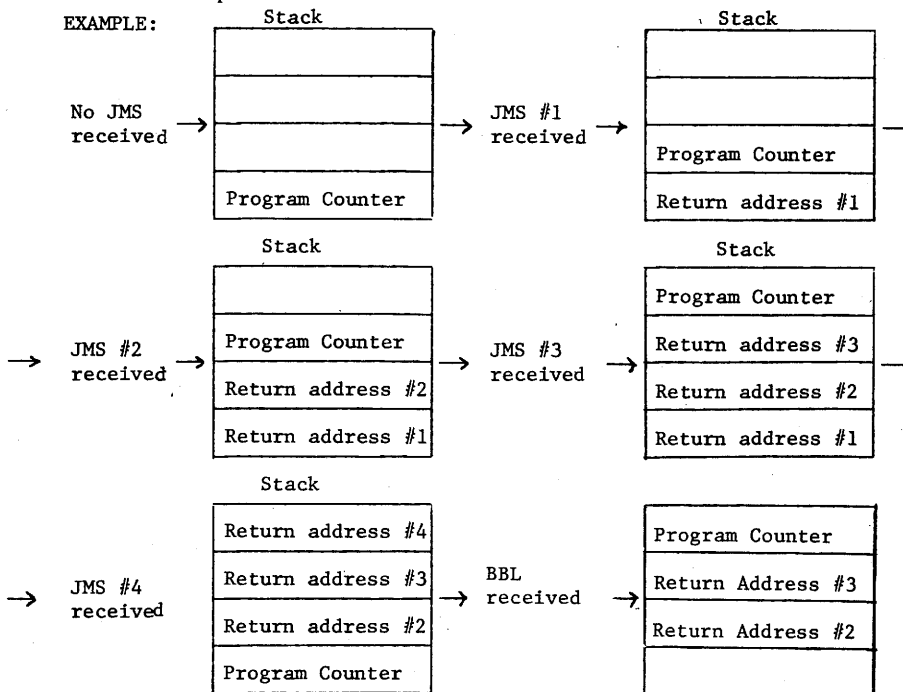 EXAMPLE:
Stack
Stack
No JMS
received
Program Counter
JMS #1
received
Program Counter
Return address #1
Stack
Stack
JMS #2
received
Program Counter
Return address #2
Return address #1
JMS #3
received
Program Counter
Return address #3
Return address #2
Return address #1
Stack
JMS #4
received
Return address #4
Return address #3
Return address #2
Program Counter
BBL
received
Program Counter
Return Address #3
Return Address #2